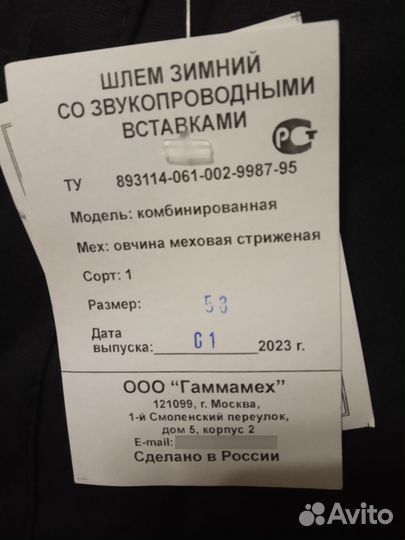 ШЛЕМ ЗИМНИЙ
СО ЗВУКОПРОВОДНЫМИ
ВСТАВКАМИ
РСТ
ТУ 893114-061-002-9987-95
Модель: комбинированная
Мех: овчина меховая стриженая
Сорт: 1
Размер: 58
Дата
выпуска: 01 2023 г.
ООО "Гаммамех"
121099, г. Москва,
1-й Смоленский переулок,
дом 5, корпус 2
E-mail:
Сделано в России
Avito